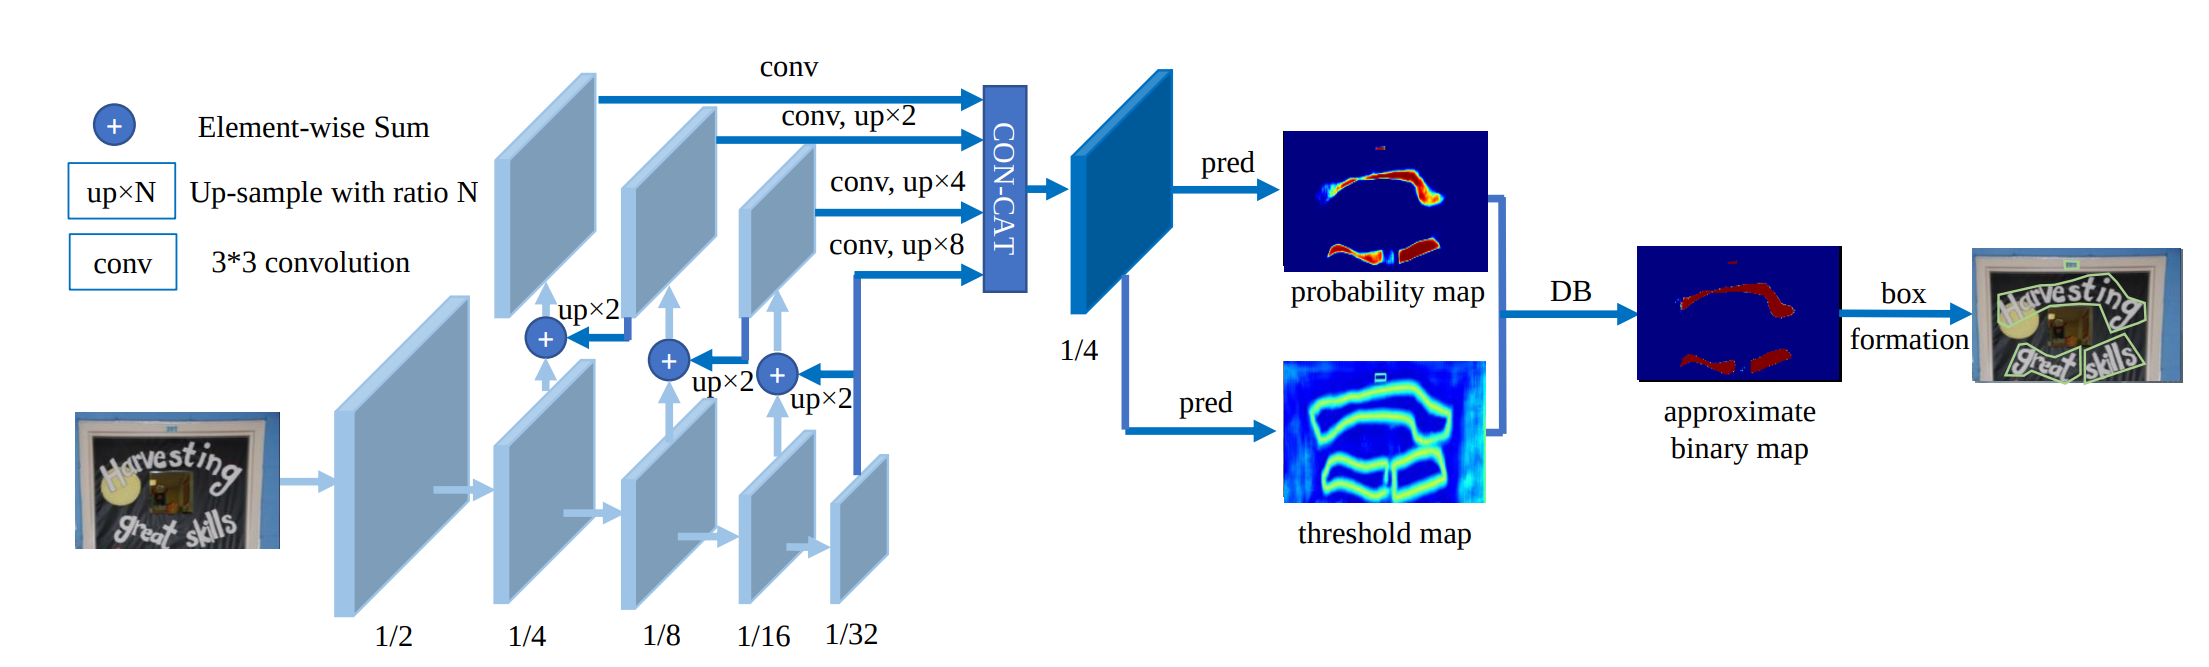 +
Element-wise Sum
up×N
Up-sample with ratio N
conv
3*3 convolution
conv
conv, up×2
conv, up×4
conv, up×8
CON-CAT
up×2
+
up×2
+
up×2
+
1/2
1/4
1/8
1/16
1/32
1/4
pred
probability map
pred
threshold map
DB
approximate
binary map
box
formation
Harvesting
great skills
Harvesting
great skills